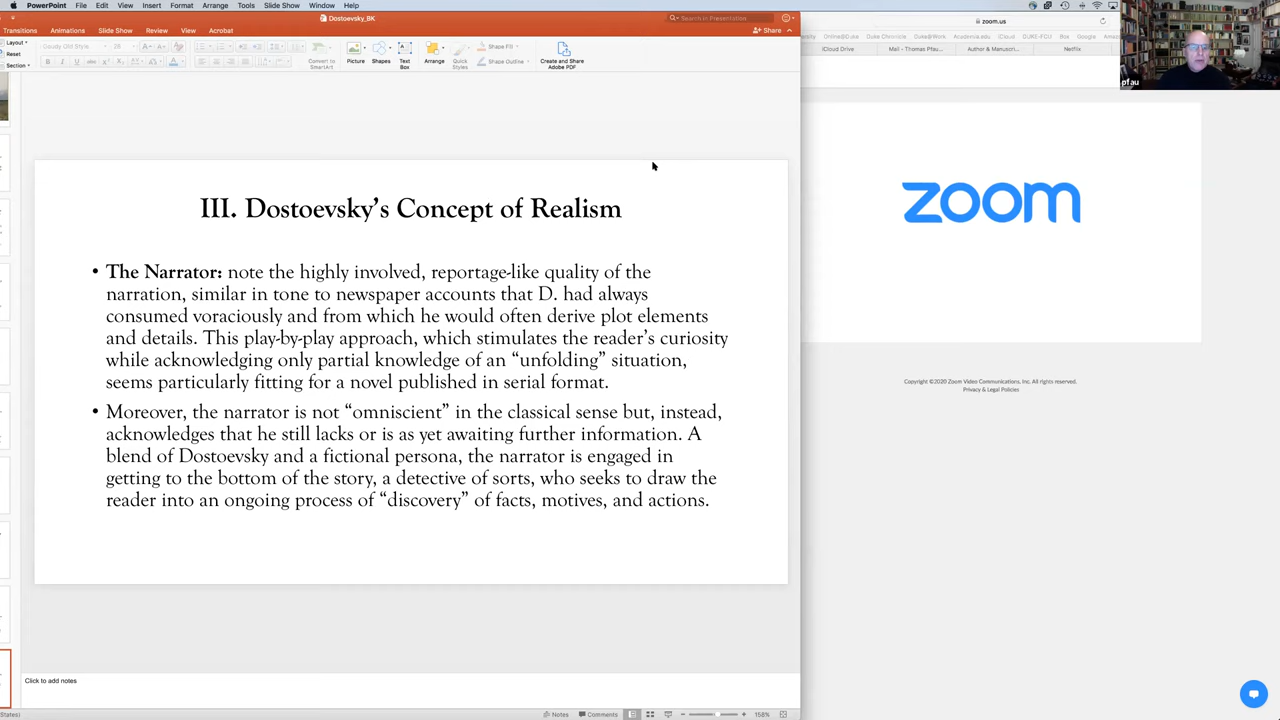 PowerPoint File Edit View Insert Format Arrange Tools Slide Show Window Help
Dostoevsky_BK
Search in Presentation
Transitions Animations Slide Show Review View Acrobat
Share
Layout
Reset
Section
Goudy Old Style 28
Convert to
SmartArt
Picture
Shapes
Text
Box
Arrange
Quick
Styles
Shape Fill
Shape Outline
Create and Share
Adobe PDF
III. Dostoevsky's Concept of Realism
• The Narrator: note the highly involved, reportage-like quality of the
narration, similar in tone to newspaper accounts that D. had always
consumed voraciously and from which he would often derive plot elements
and details. This play-by-play approach, which stimulates the reader's curiosity
while acknowledging only partial knowledge of an “unfolding” situation,
seems particularly fitting for a novel published in serial format.
• Moreover, the narrator is not “omniscient” in the classical sense but, instead,
acknowledges that he still lacks or is as yet awaiting further information. A
blend of Dostoevsky and a fictional persona, the narrator is engaged in
getting to the bottom of the story, a detective of sorts, who seeks to draw the
reader into an ongoing process of “discovery” of facts, motives, and actions.
Click to add notes
States)
Notes Comments 158%
zoom.us
Online@Duke Duke Chronicle Duke@Work Academia.edu iCloud OURS-FCU Box Google
iCloud Drive Mail - Thomas Pfau... Author & Manuscri... Netflix
pfau
zoom
Copyright ©2020 Zoom Video Communications, Inc. All rights reserved.
Privacy & Legal Policies